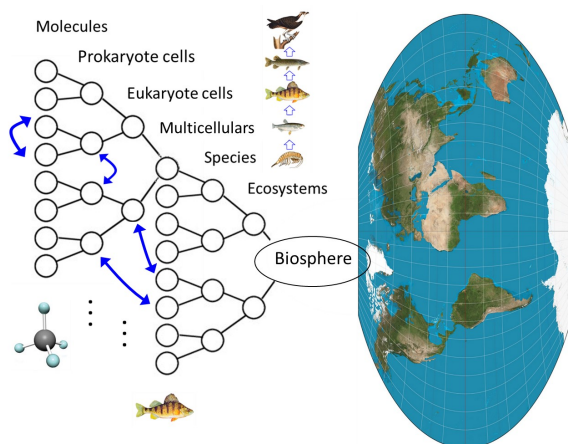 Molecules
Prokaryote cells
Eukaryote cells
Multicellulars
Species
Ecosystems
Biosphere